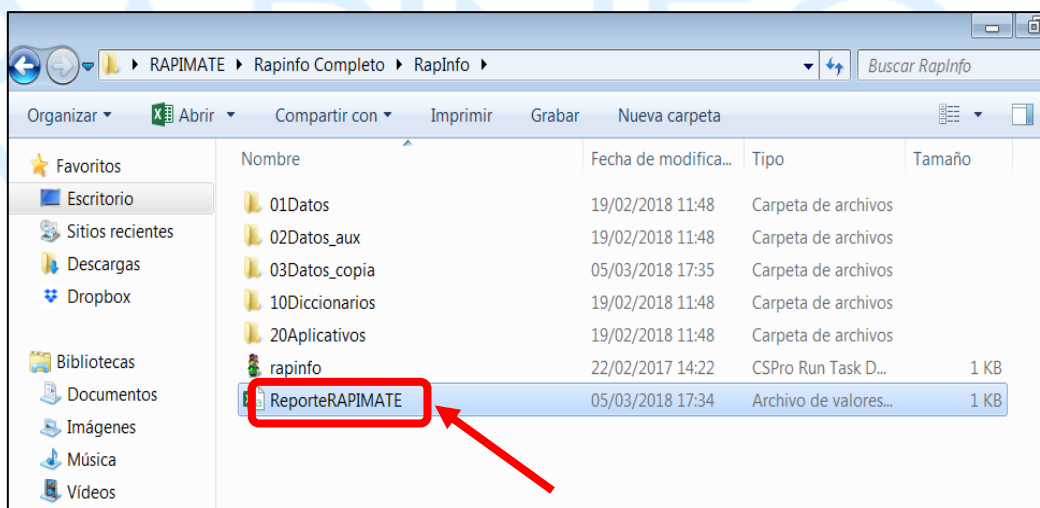 RAPIMATE ▸ Rapinfo Completo ▸ RapInfo ▸ Buscar RapInfo
Organizar Abrir Compartir con Imprimir Grabar Nueva carpeta
Favoritos
Escritorio
Sitios recientes
Descargas
Dropbox
Bibliotecas
Documentos
Imágenes
Música
Vídeos
Nombre Fecha de modifica... Tipo Tamaño
01Datos 19/02/2018 11:48 Carpeta de archivos
02Datos_aux 19/02/2018 11:48 Carpeta de archivos
03Datos_copia 05/03/2018 17:35 Carpeta de archivos
10Diccionarios 19/02/2018 11:48 Carpeta de archivos
20Aplicativos 19/02/2018 11:48 Carpeta de archivos
rapinfo 22/02/2017 14:22 CSPro Run Task D... 1 KB
ReporteRAPIMATE 05/03/2018 17:34 Archivo de valores... 1 KB